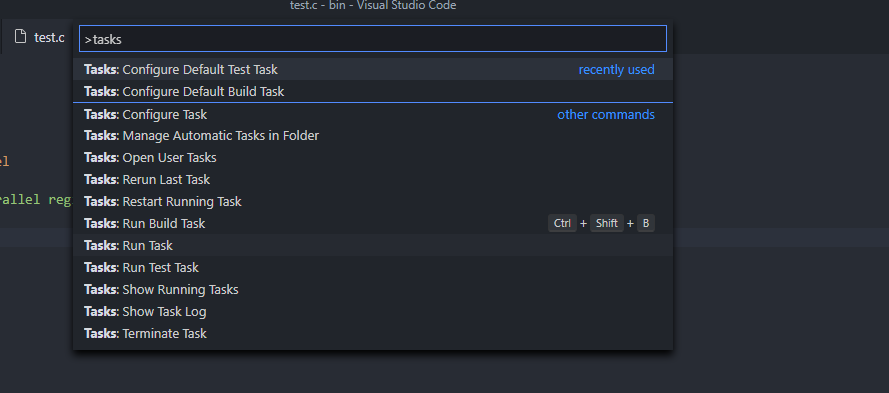 test.c - bin - Visual Studio Code
test.c
>tasks
Tasks: Configure Default Test Task recently used
Tasks: Configure Default Build Task
Tasks: Configure Task other commands
Tasks: Manage Automatic Tasks in Folder
el
Tasks: Open User Tasks
Tasks: Rerun Last Task
rallel reg
Tasks: Restart Running Task
Tasks: Run Build Task Ctrl + Shift + B
Tasks: Run Task
Tasks: Run Test Task
Tasks: Show Running Tasks
Tasks: Show Task Log
Tasks: Terminate Task